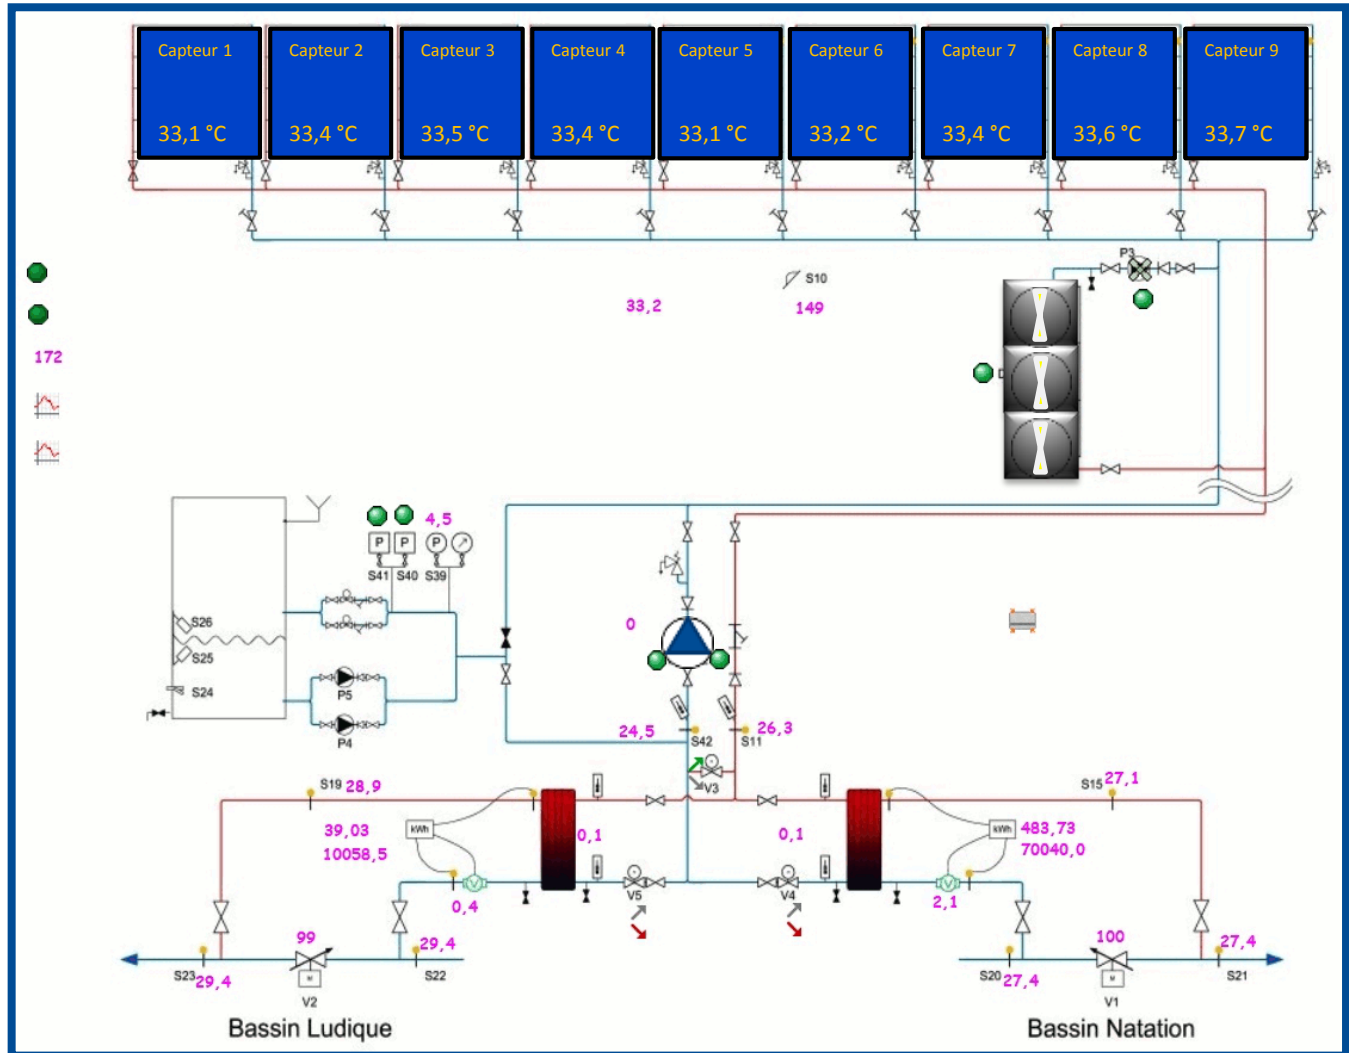 Capteur 1
Capteur 2
Capteur 3
Capteur 4
Capteur 5
Capteur 6
Capteur 7
Capteur 8
Capteur 9
33,1 °C
33,4 °C
33,5 °C
33,4 °C
33,1 °C
33,2 °C
33,4 °C
33,6 °C
33,7 °C
P3
S10
33,2
149
172
4,5
P
P
P
S41
S40
S39
S26
S25
S24
P5
P4
0
24,5
S42
26,3
S11
V3
S19
28,9
S15
27,1
39,03
kWh
10058,5
0,1
0,1
kWh
483,73
70040,0
V
0,4
V5
V4
V
2,1
99
29,4
100
27,4
S23
29,4
M
S22
S20
27,4
M
S21
V2
V1
Bassin Ludique
Bassin Natation